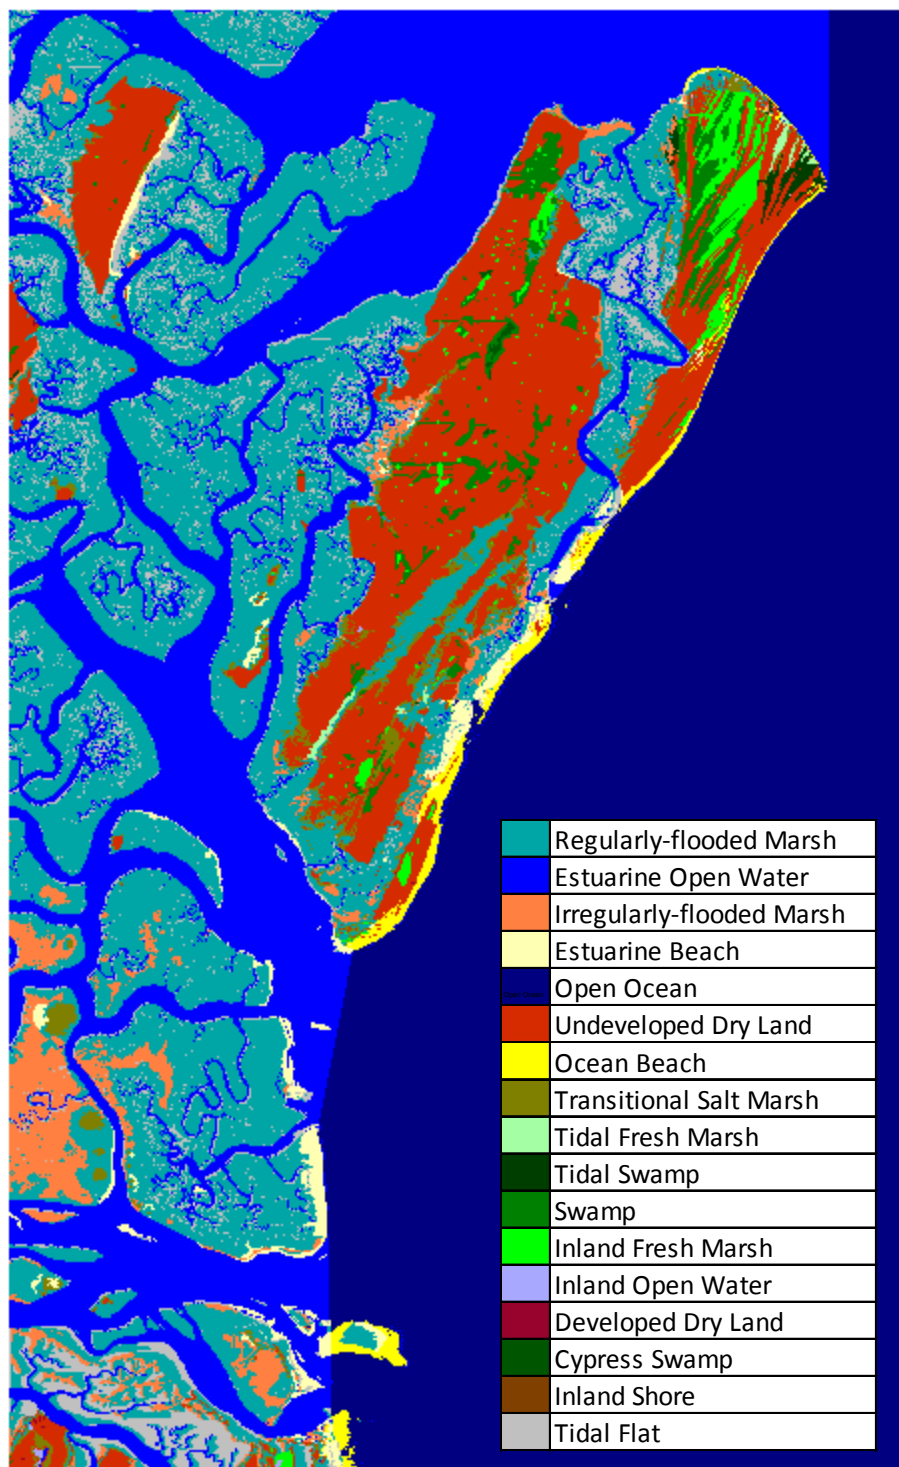 Regularly-flooded Marsh
Estuarine Open Water
Irregularly-flooded Marsh
Estuarine Beach
Open Ocean
Undeveloped Dry Land
Ocean Beach
Transitional Salt Marsh
Tidal Fresh Marsh
Tidal Swamp
Swamp
Inland Fresh Marsh
Inland Open Water
Developed Dry Land
Cypress Swamp
Inland Shore
Tidal Flat